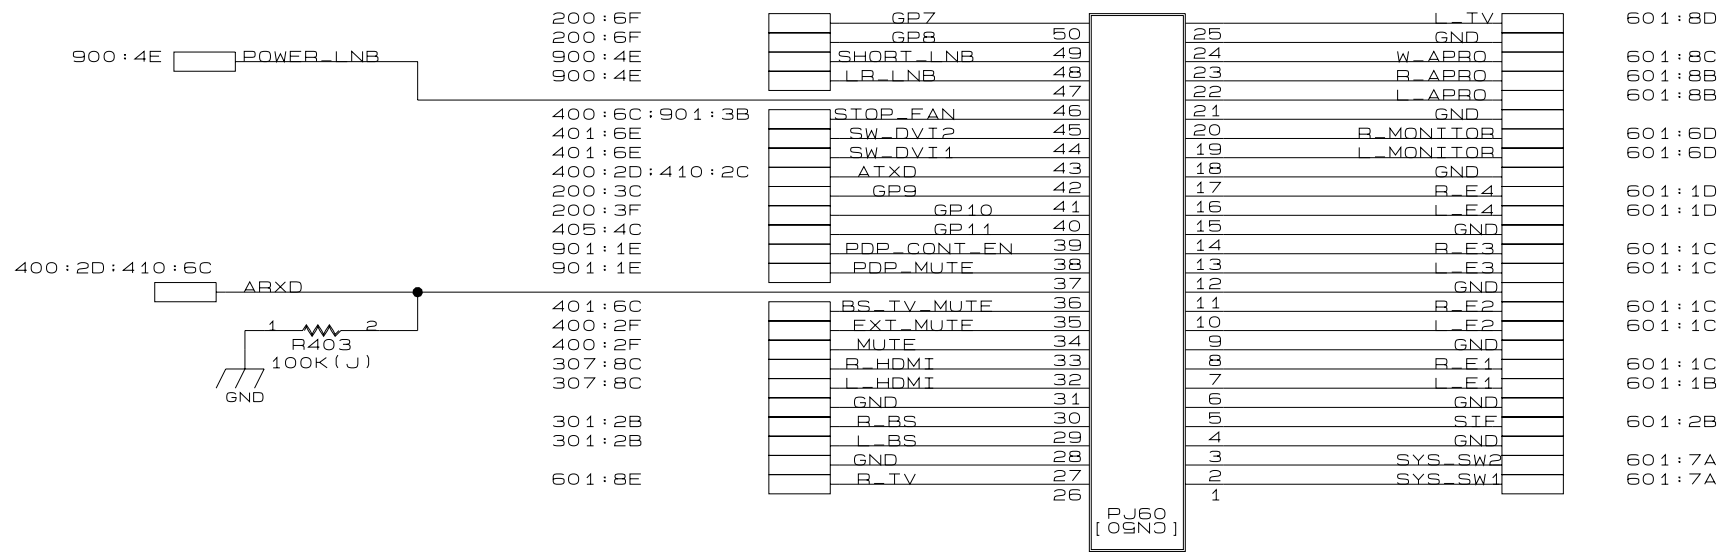 200:6F GP7 L_TV 601:8D
200:6F GP8 50 25 GND
900:4E POWER_LNB 900:4E SHORT_LNB 49 24 W_APRO 601:8C
900:4E LR_LNB 48 23 R_APRO 601:8B
47 22 L_APRO 601:8B
400:6C:901:3B STOP_FAN 46 21 GND
401:6E SW_DVI2 45 20 R_MONITOR 601:6D
401:6E SW_DVI1 44 19 L_MONITOR 601:6D
400:2D:410:2C ATXD 43 18 GND
200:3C GP9 42 17 R_E4 601:1D
200:3F GP10 41 16 L_E4 601:1D
405:4C GP11 40 15 GND
901:1E PDP_CONT_EN 39 14 R_E3 601:1C
400:2D:410:6C 901:1E PDP_MUTE 38 13 L_E3 601:1C
ARXD 37 12 GND
401:6C BS_TV_MUTE 36 11 R_E2 601:1C
1 2 400:2F EXT_MUTE 35 10 L_E2 601:1C
R403 400:2F MUTE 34 9 GND
100K(J) 307:8C R_HDMI 33 8 R_E1 601:1C
307:8C L_HDMI 32 7 L_E1 601:1B
GND GND 31 6 GND
301:2B R_BS 30 5 SIF 601:2B
301:2B L_BS 29 4 GND
GND 28 3 SYS_SW2 601:7A
601:8E R_TV 27 2 SYS_SW1 601:7A
26 1
PJ60
[CN50]